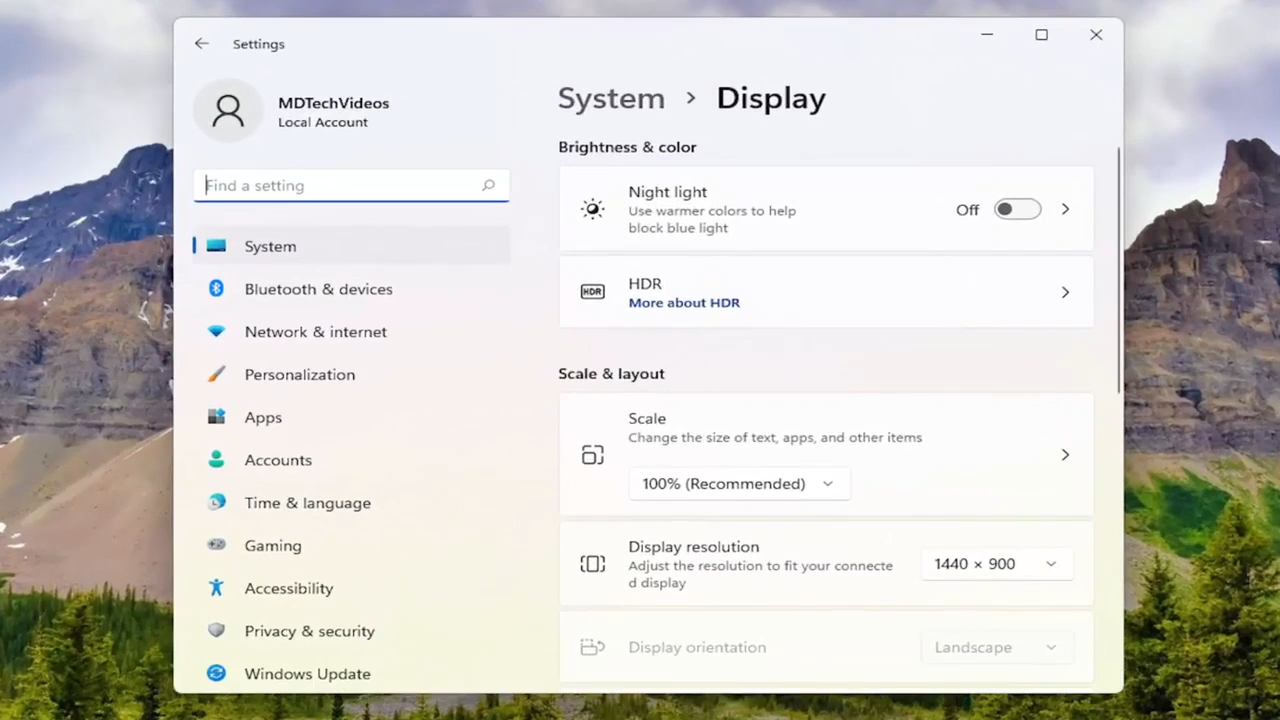 Settings
MDTechVideos
Local Account
Find a setting
System
Bluetooth & devices
Network & internet
Personalization
Apps
Accounts
Time & language
Gaming
Accessibility
Privacy & security
Windows Update
System > Display
Brightness & color
Night light
Use warmer colors to help
block blue light
Off
HDR
HDR
More about HDR
Scale & layout
Scale
Change the size of text, apps, and other items
100% (Recommended)
Display resolution
Adjust the resolution to fit your connecte
d display
1440 × 900
Display orientation
Landscape